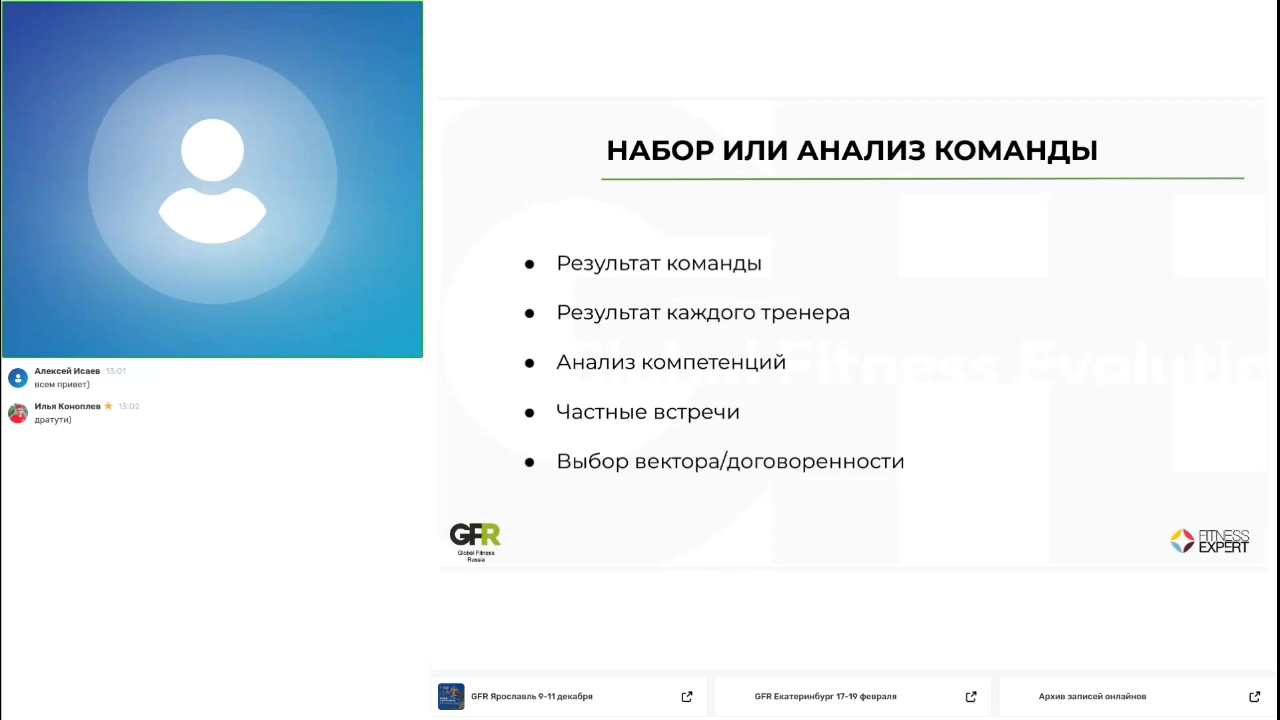 Алексей Исаев 13:01
всем привет)
Илья Коноплев 13:02
дратути)
НАБОР ИЛИ АНАЛИЗ КОМАНДЫ
Результат команды
Результат каждого тренера
Анализ компетенций
Частные встречи
Выбор вектора/договоренности
Fitness Evolutio
GFR
Global Fitness
Russia
FITNESS
EXPERT
GFR Ярославль 9-11 декабря
GFR Екатеринбург 17-19 февраля
Архив записей онлайнов